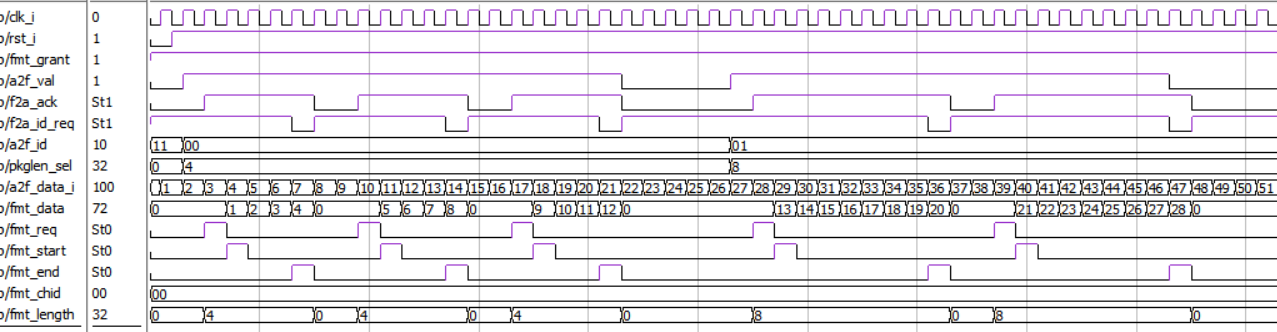 o/clk_i 0
o/rst_i 1
o/fmt_grant 1
o/a2f_val 1
o/f2a_ack St1
o/f2a_id_req St1
o/a2f_id 10 11 00 01
o/pkglen_sel 32 0 4 8
o/a2f_data_i 100 1 2 3 4 5 6 7 8 9 10 11 12 13 14 15 16 17 18 19 20 21 22 23 24 25 26 27 28 29 30 31 32 33 34 35 36 37 38 39 40 41 42 43 44 45 46 47 48 49 50 51
o/fmt_data 72 0 1 2 3 4 0 5 6 7 8 0 9 10 11 12 0 13 14 15 16 17 18 19 20 0 21 22 23 24 25 26 27 28 0
o/fmt_req St0
o/fmt_start St0
o/fmt_end St0
o/fmt_chid 00 00
o/fmt_length 32 0 4 0 4 0 4 0 8 0 8 0